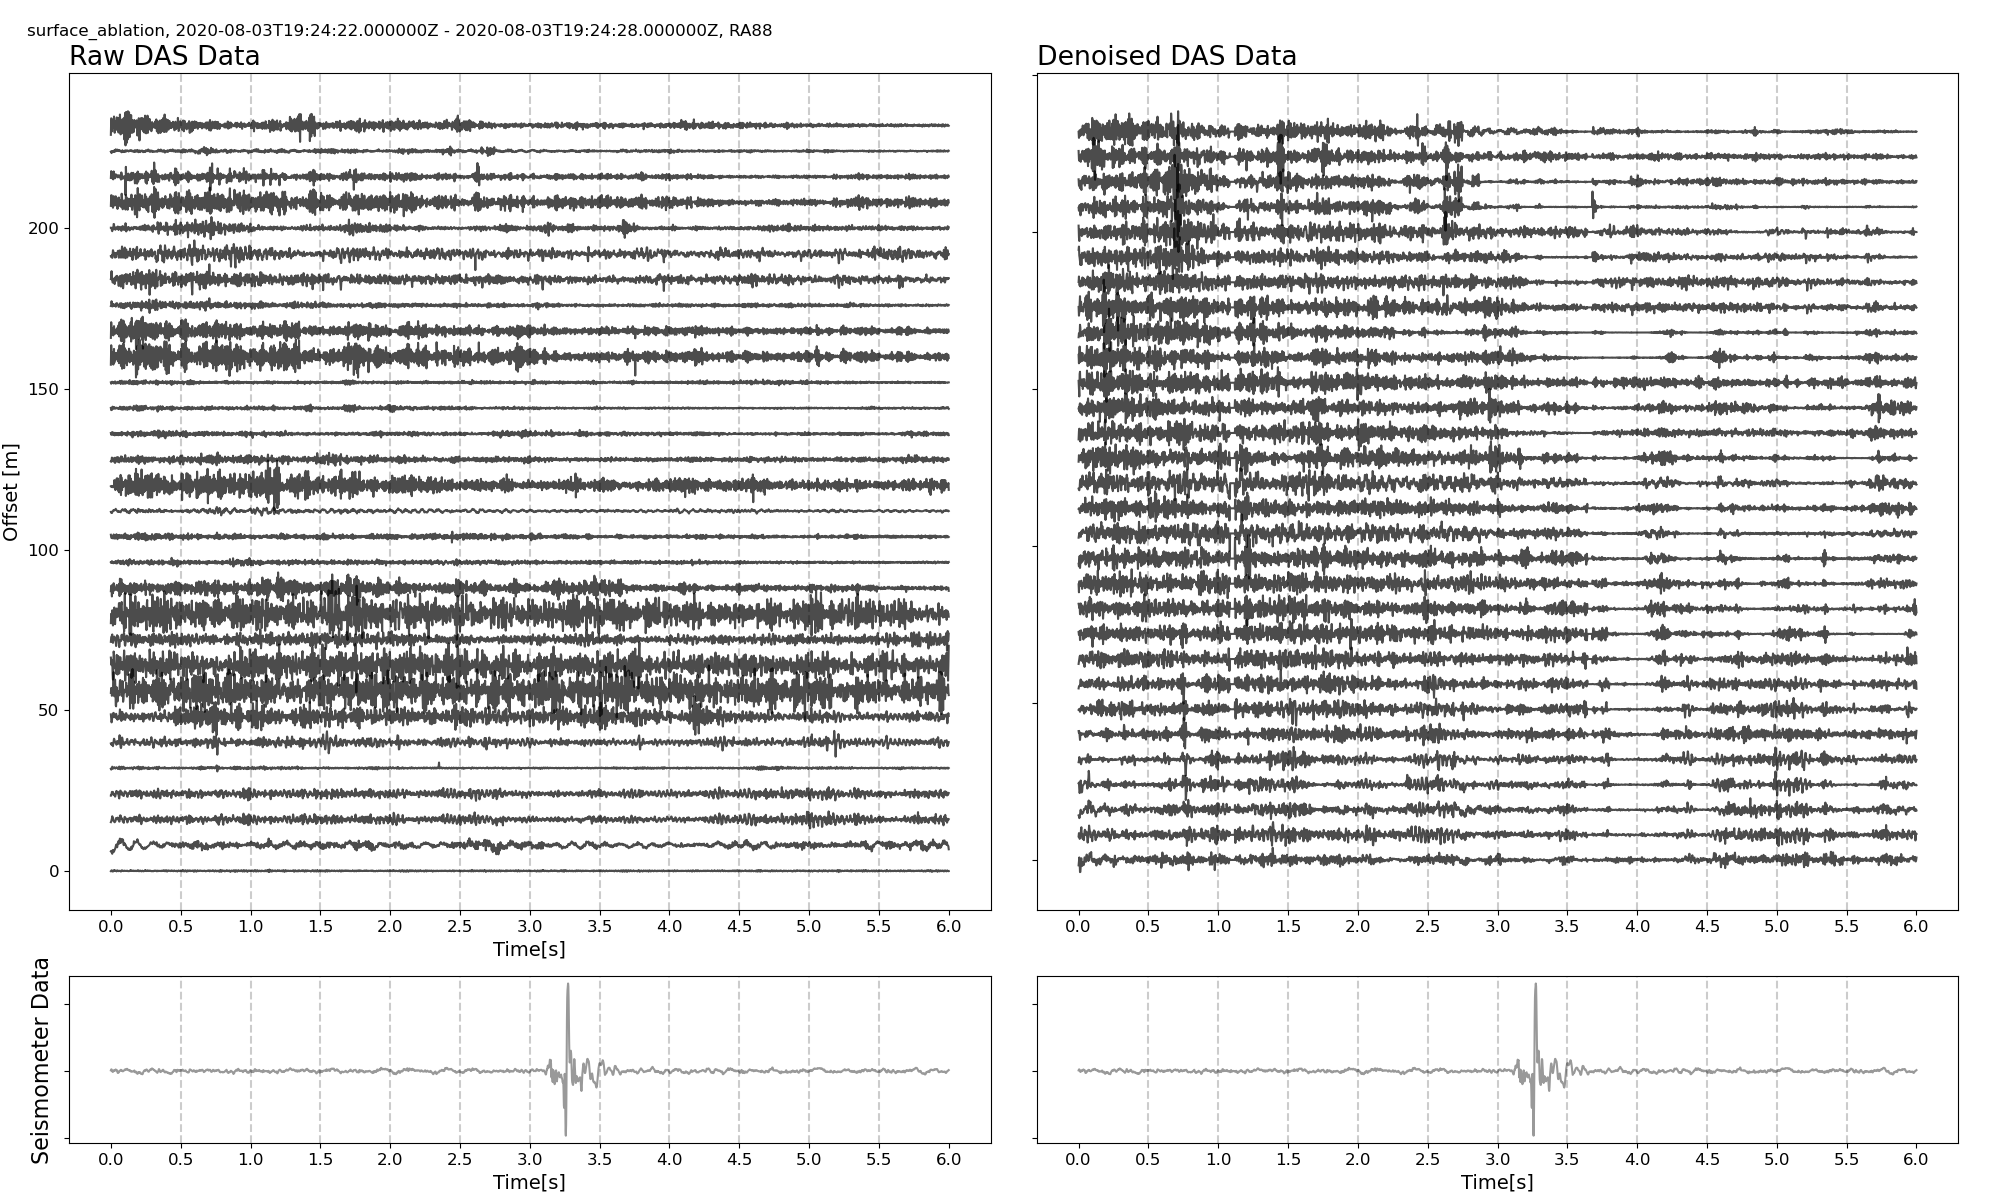 surface_ablation, 2020-08-03T19:24:22.000000Z - 2020-08-03T19:24:28.000000Z, RA88
Raw DAS Data
Denoised DAS Data
Offset [m]
200
150
100
50
0
0.0 0.5 1.0 1.5 2.0 2.5 3.0 3.5 4.0 4.5 5.0 5.5 6.0
Time[s]
0.0 0.5 1.0 1.5 2.0 2.5 3.0 3.5 4.0 4.5 5.0 5.5 6.0
Seismometer Data
0.0 0.5 1.0 1.5 2.0 2.5 3.0 3.5 4.0 4.5 5.0 5.5 6.0
Time[s]
0.0 0.5 1.0 1.5 2.0 2.5 3.0 3.5 4.0 4.5 5.0 5.5 6.0
Time[s]